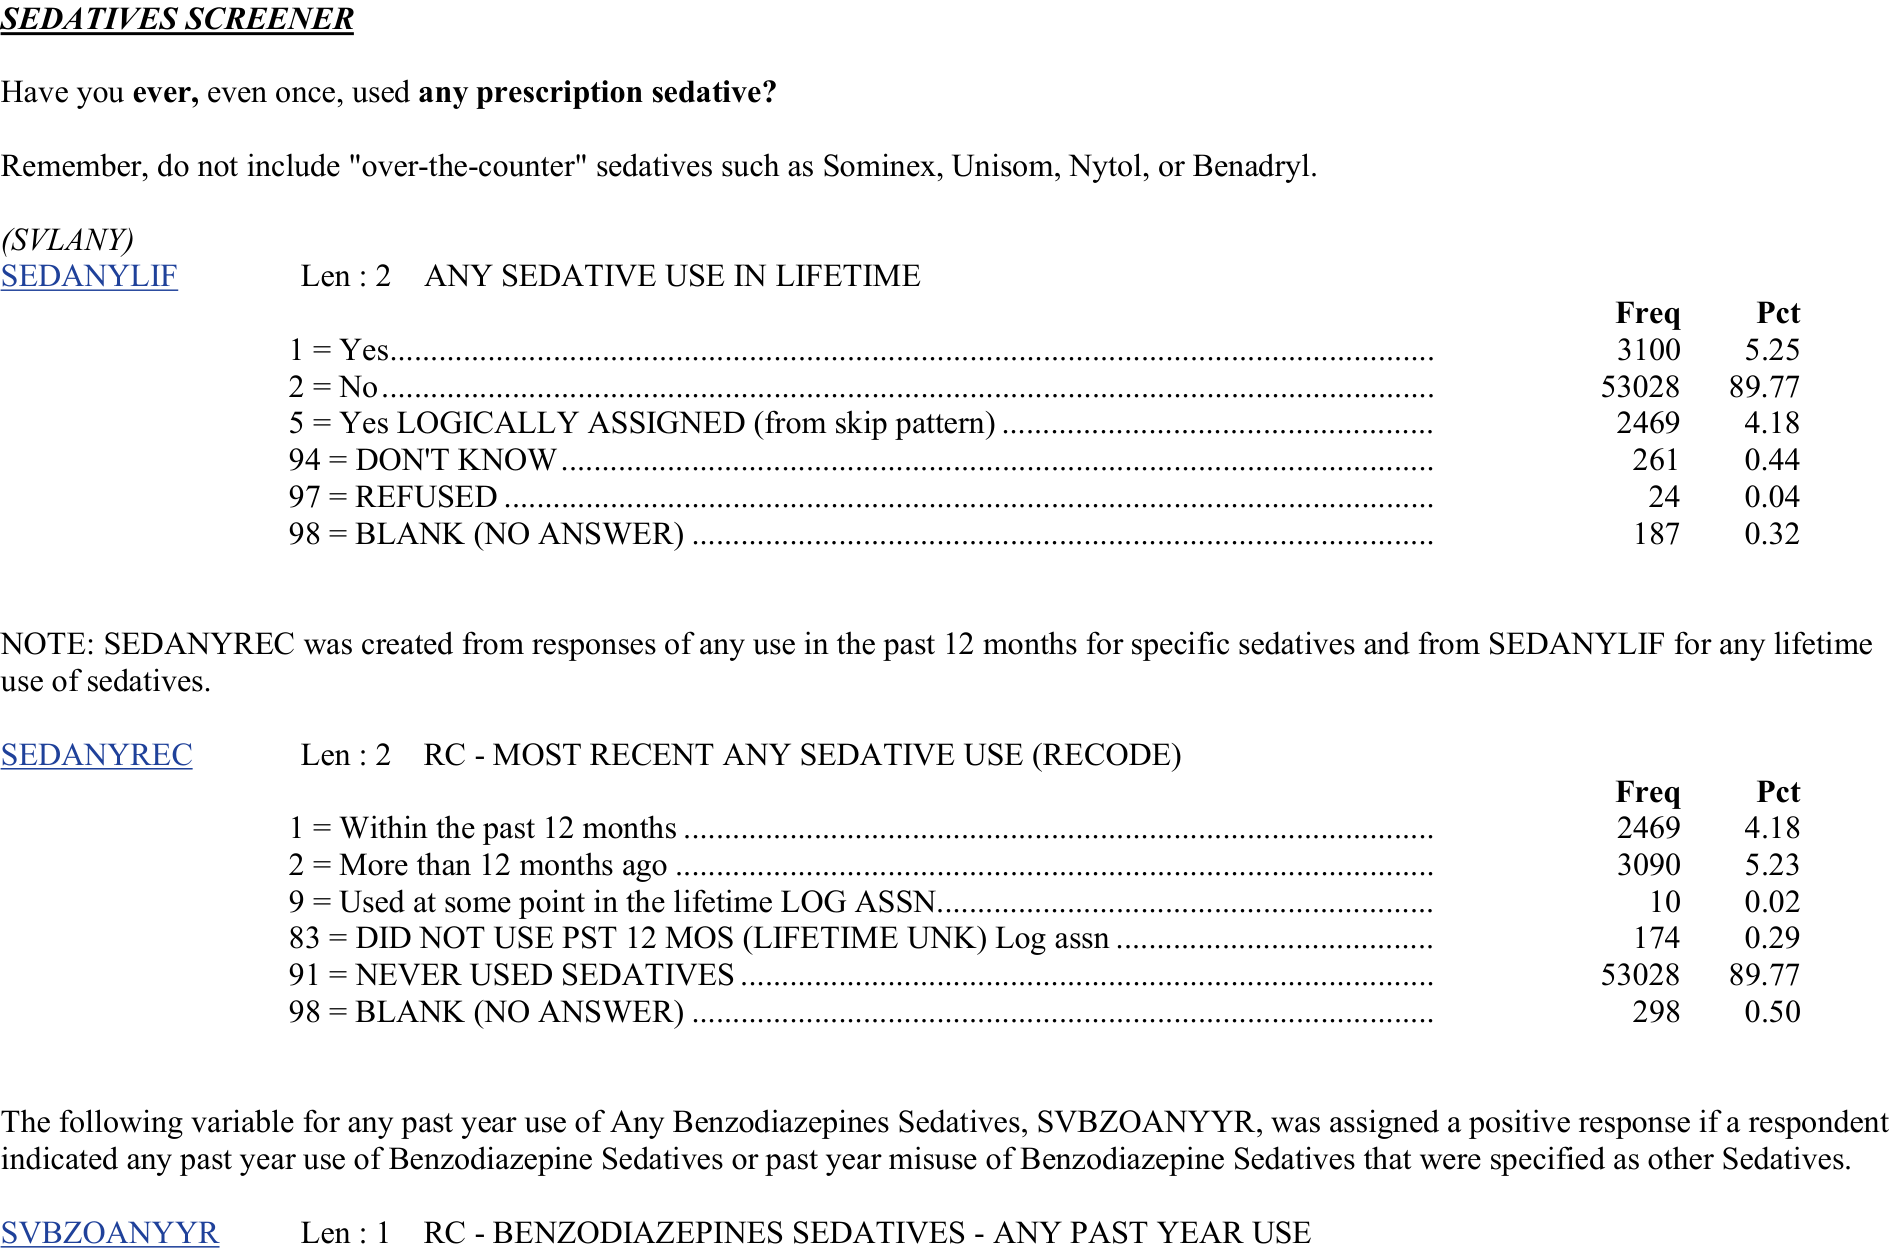 SEDATIVES SCREENER
Have you ever, even once, used any prescription sedative?
Remember, do not include "over-the-counter" sedatives such as Sominex, Unisom, Nytol, or Benadryl.
(SVLANY)
SEDANYLIF Len : 2 ANY SEDATIVE USE IN LIFETIME
Freq Pct
1 = Yes........ 3100 5.25
2 = No........ 53028 89.77
5 = Yes LOGICALLY ASSIGNED (from skip pattern) ........ 2469 4.18
94 = DON'T KNOW ........ 261 0.44
97 = REFUSED ........ 24 0.04
98 = BLANK (NO ANSWER) ........ 187 0.32
NOTE: SEDANYREC was created from responses of any use in the past 12 months for specific sedatives and from SEDANYLIF for any lifetime
use of sedatives.
SEDANYREC Len : 2 RC - MOST RECENT ANY SEDATIVE USE (RECODE)
Freq Pct
1 = Within the past 12 months ........ 2469 4.18
2 = More than 12 months ago ........ 3090 5.23
9 = Used at some point in the lifetime LOG ASSN........ 10 0.02
83 = DID NOT USE PST 12 MOS (LIFETIME UNK) Log assn ........ 174 0.29
91 = NEVER USED SEDATIVES ........ 53028 89.77
98 = BLANK (NO ANSWER) ........ 298 0.50
The following variable for any past year use of Any Benzodiazepines Sedatives, SVBZOANYYR, was assigned a positive response if a respondent
indicated any past year use of Benzodiazepine Sedatives or past year misuse of Benzodiazepine Sedatives that were specified as other Sedatives.
SVBZOANYYR Len : 1 RC - BENZODIAZEPINES SEDATIVES - ANY PAST YEAR USE